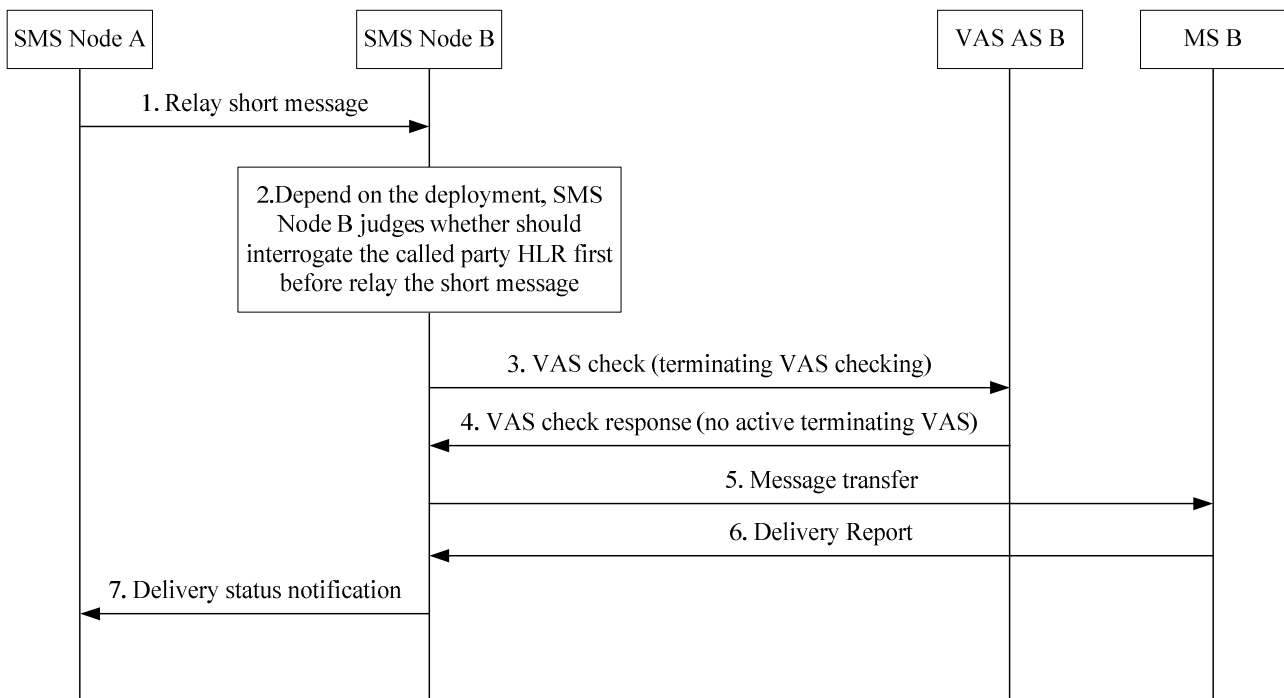 SMS Node A
SMS Node B
VAS AS B
MS B
1. Relay short message
2.Depend on the deployment, SMS
Node B judges whether should
interrogate the called party HLR first
before relay the short message
3. VAS check (terminating VAS checking)
4. VAS check response (no active terminating VAS)
5. Message transfer
6. Delivery Report
7. Delivery status notification